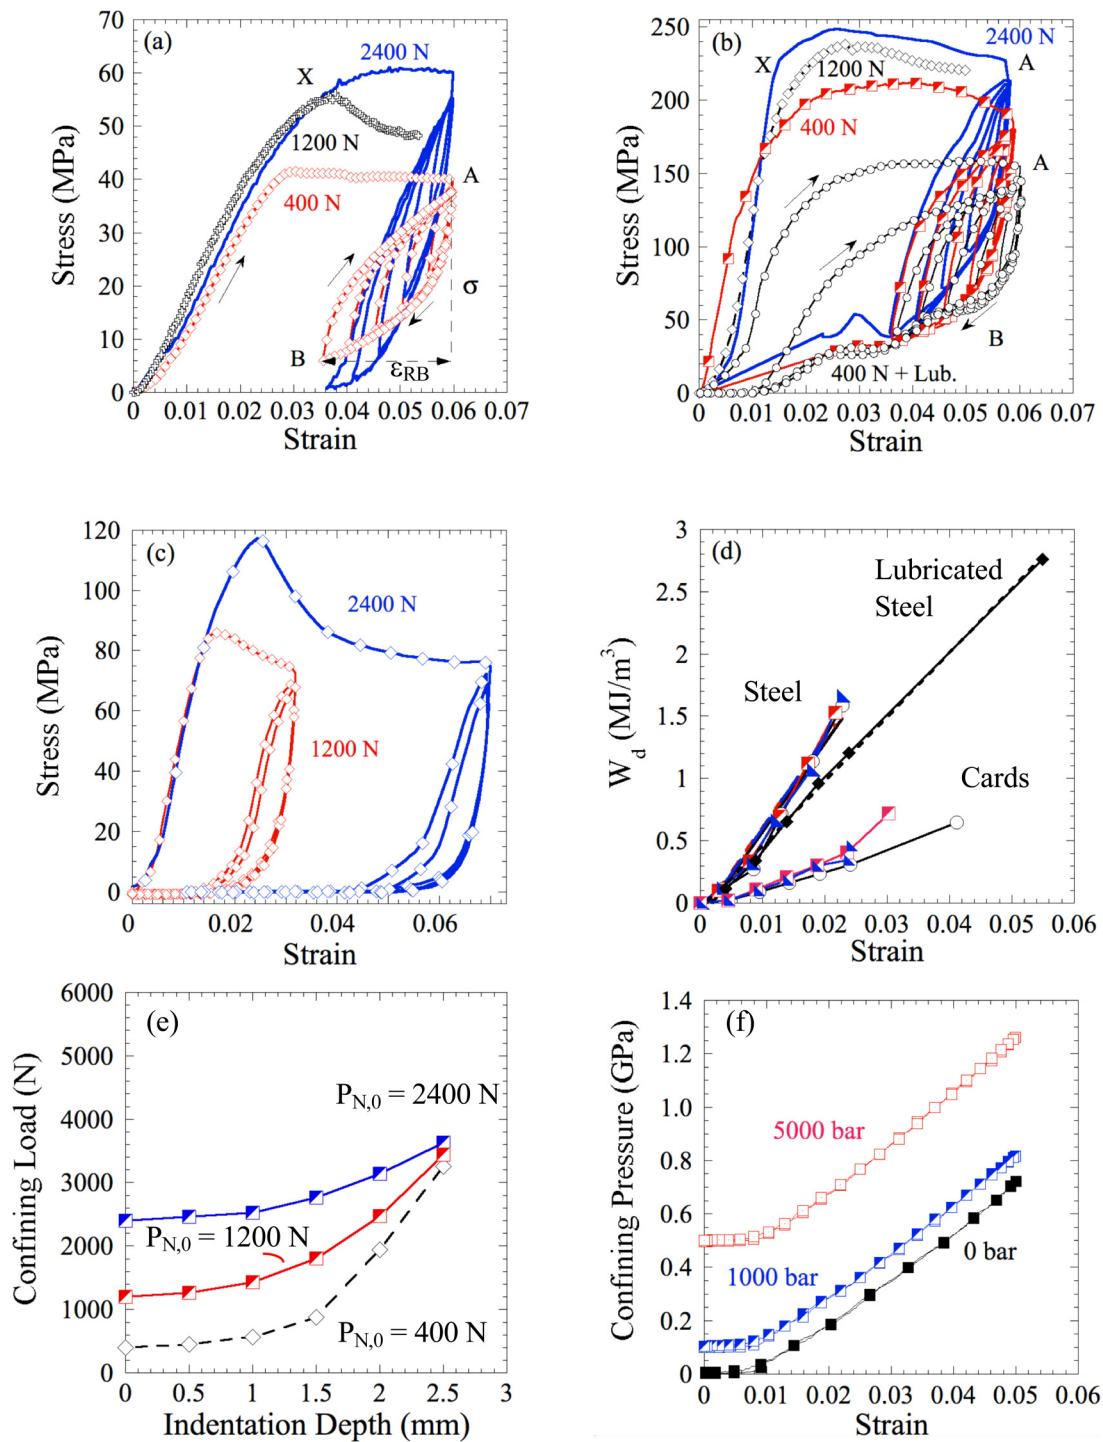 (a)
70
60
50
40
30
20
10
0
Stress (MPa)
2400 N
X
1200 N
400 N
A
σ
B
εRB
0 0.01 0.02 0.03 0.04 0.05 0.06 0.07
Strain
(b)
250
200
150
100
50
0
Stress (MPa)
2400 N
X
A
1200 N
400 N
A
B
400 N + Lub.
0 0.01 0.02 0.03 0.04 0.05 0.06 0.07
Strain
(c)
120
100
80
60
40
20
0
Stress (MPa)
2400 N
1200 N
0 0.02 0.04 0.06
Strain
(d)
3
2.5
2
1.5
1
0.5
0
Wd (MJ/m³)
Lubricated
Steel
Steel
Cards
0 0.01 0.02 0.03 0.04 0.05 0.06
Strain
(e)
6000
5000
4000
3000
2000
1000
0
Confining Load (N)
PN,0 = 2400 N
PN,0 = 1200 N
PN,0 = 400 N
0 0.5 1 1.5 2 2.5 3
Indentation Depth (mm)
(f)
1.4
1.2
1.0
0.8
0.6
0.4
0.2
0
Confining Pressure (GPa)
5000 bar
1000 bar
0 bar
0 0.01 0.02 0.03 0.04 0.05 0.06
Strain